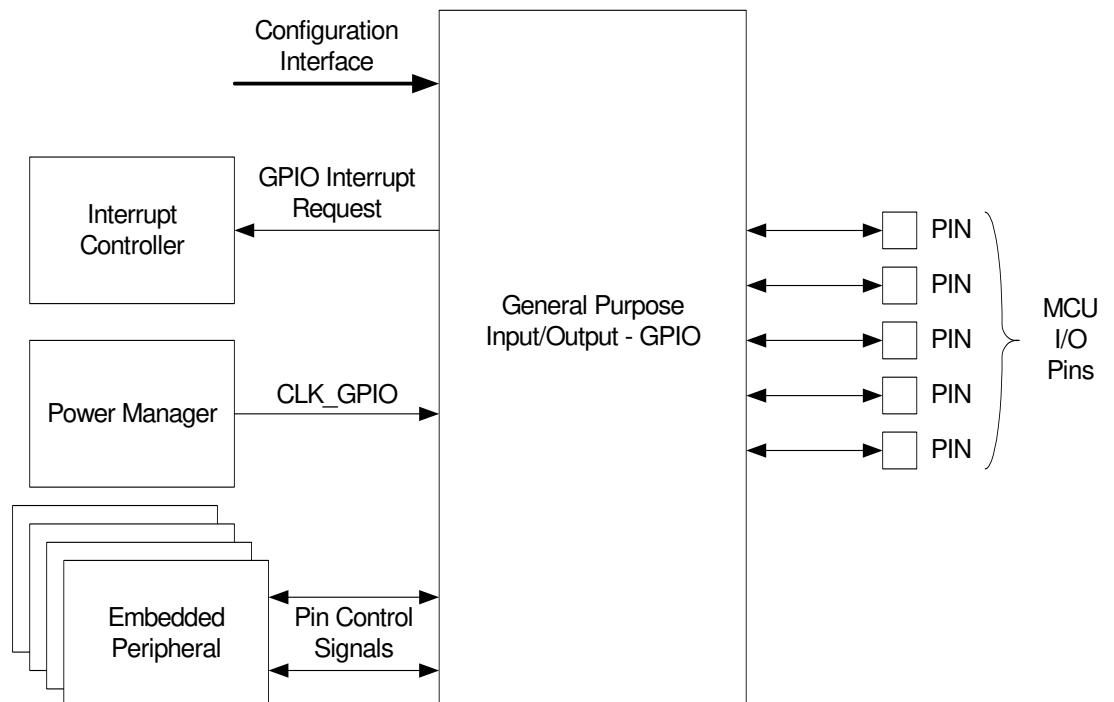 Configuration
Interface
Interrupt
Controller
GPIO Interrupt
Request
General Purpose
Input/Output - GPIO
PIN
PIN
PIN
PIN
PIN
MCU
I/O
Pins
Power Manager
CLK_GPIO
Embedded
Peripheral
Pin Control
Signals